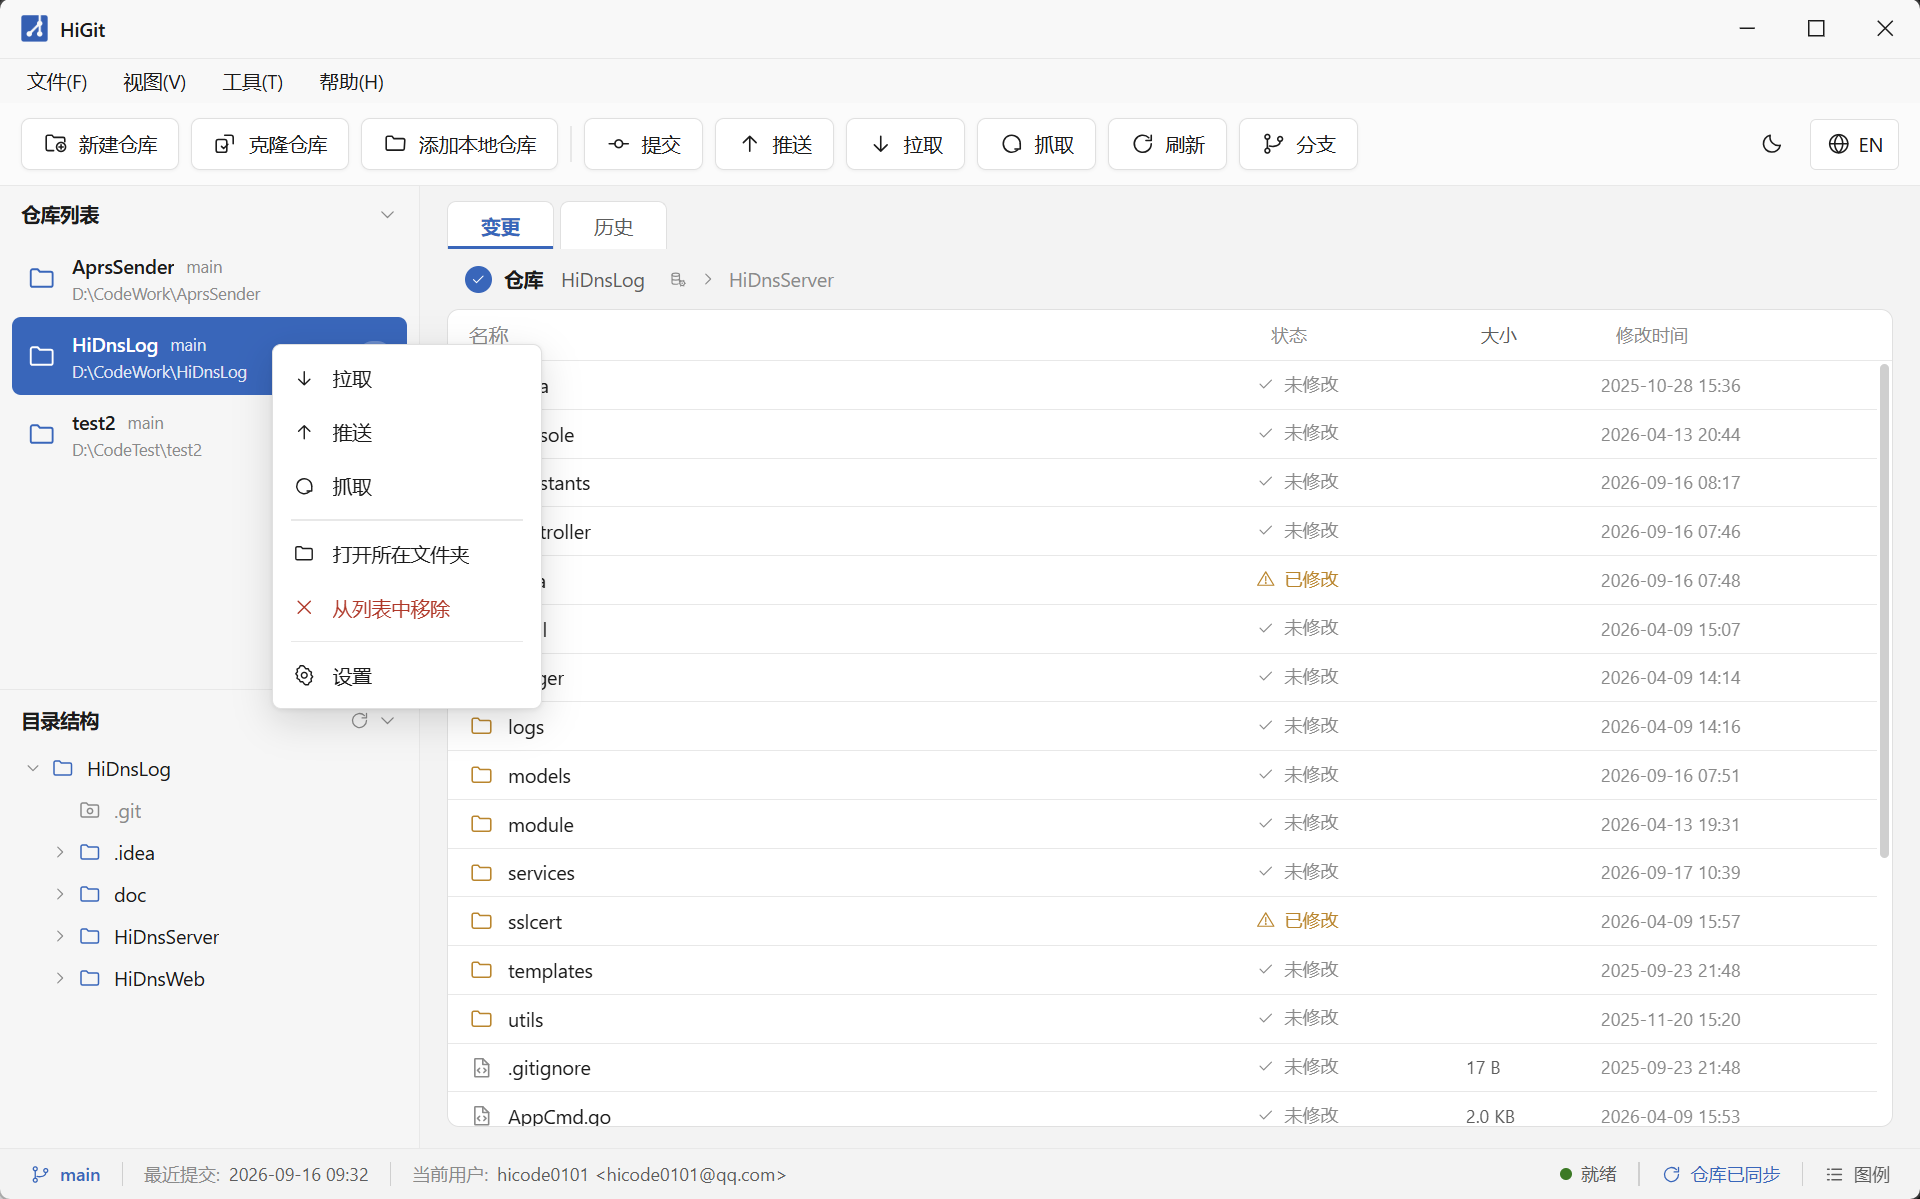 HiGit
文件(F) 视图(V) 工具(T) 帮助(H)
新建仓库 克隆仓库 添加本地仓库 提交 推送 拉取 抓取 刷新 分支 EN
仓库列表
AprsSender main
D:\CodeWork\AprsSender
HiDnsLog main
D:\CodeWork\HiDnsLog
test2 main
D:\CodeTest\test2
拉取
推送
抓取
打开所在文件夹
从列表中移除
设置
目录结构
HiDnsLog
.git
.idea
doc
HiDnsServer
HiDnsWeb
变更 历史
仓库 HiDnsLog HiDnsServer
名称 状态 大小 修改时间
a 未修改 2025-10-28 15:36
sole 未修改 2026-04-13 20:44
stants 未修改 2026-09-16 08:17
troller 未修改 2026-09-16 07:46
a 已修改 2026-09-16 07:48
l 未修改 2026-04-09 15:07
ger 未修改 2026-04-09 14:14
logs 未修改 2026-04-09 14:16
models 未修改 2026-09-16 07:51
module 未修改 2026-04-13 19:31
services 未修改 2026-09-17 10:39
sslcert 已修改 2026-04-09 15:57
templates 未修改 2025-09-23 21:48
utils 未修改 2025-11-20 15:20
.gitignore 未修改 17 B 2025-09-23 21:48
AppCmd.go 未修改 2.0 KB 2026-04-09 15:53
main 最近提交: 2026-09-16 09:32 当前用户: hicode0101 <hicode0101@qq.com> 就绪 仓库已同步 图例